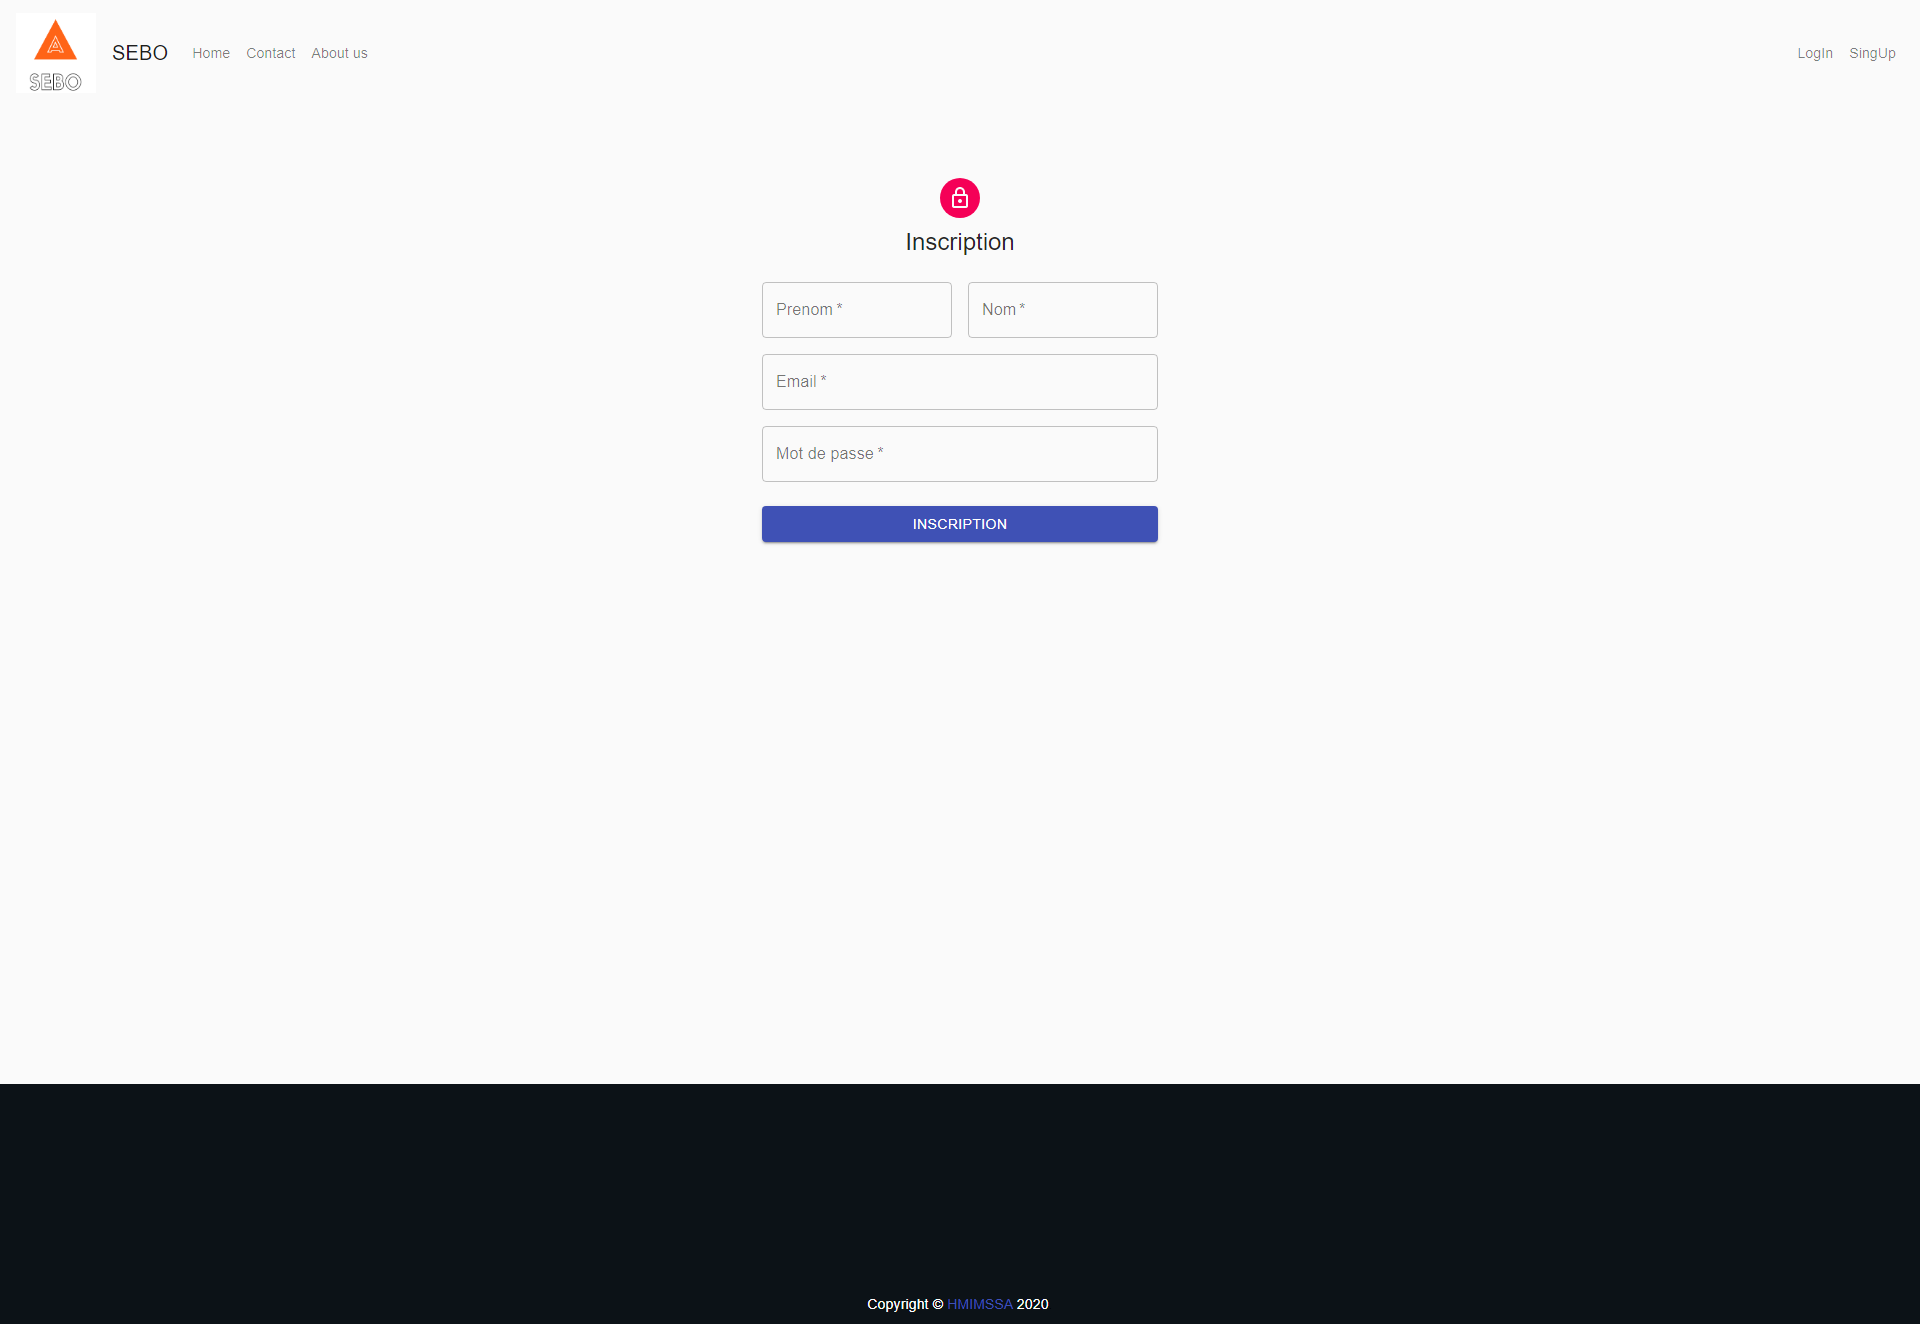 A
SEBO
SEBO Home Contact About us LogIn SingUp
Inscription
Prenom * Nom *
Email *
Mot de passe *
INSCRIPTION
Copyright © HMIMSSA 2020